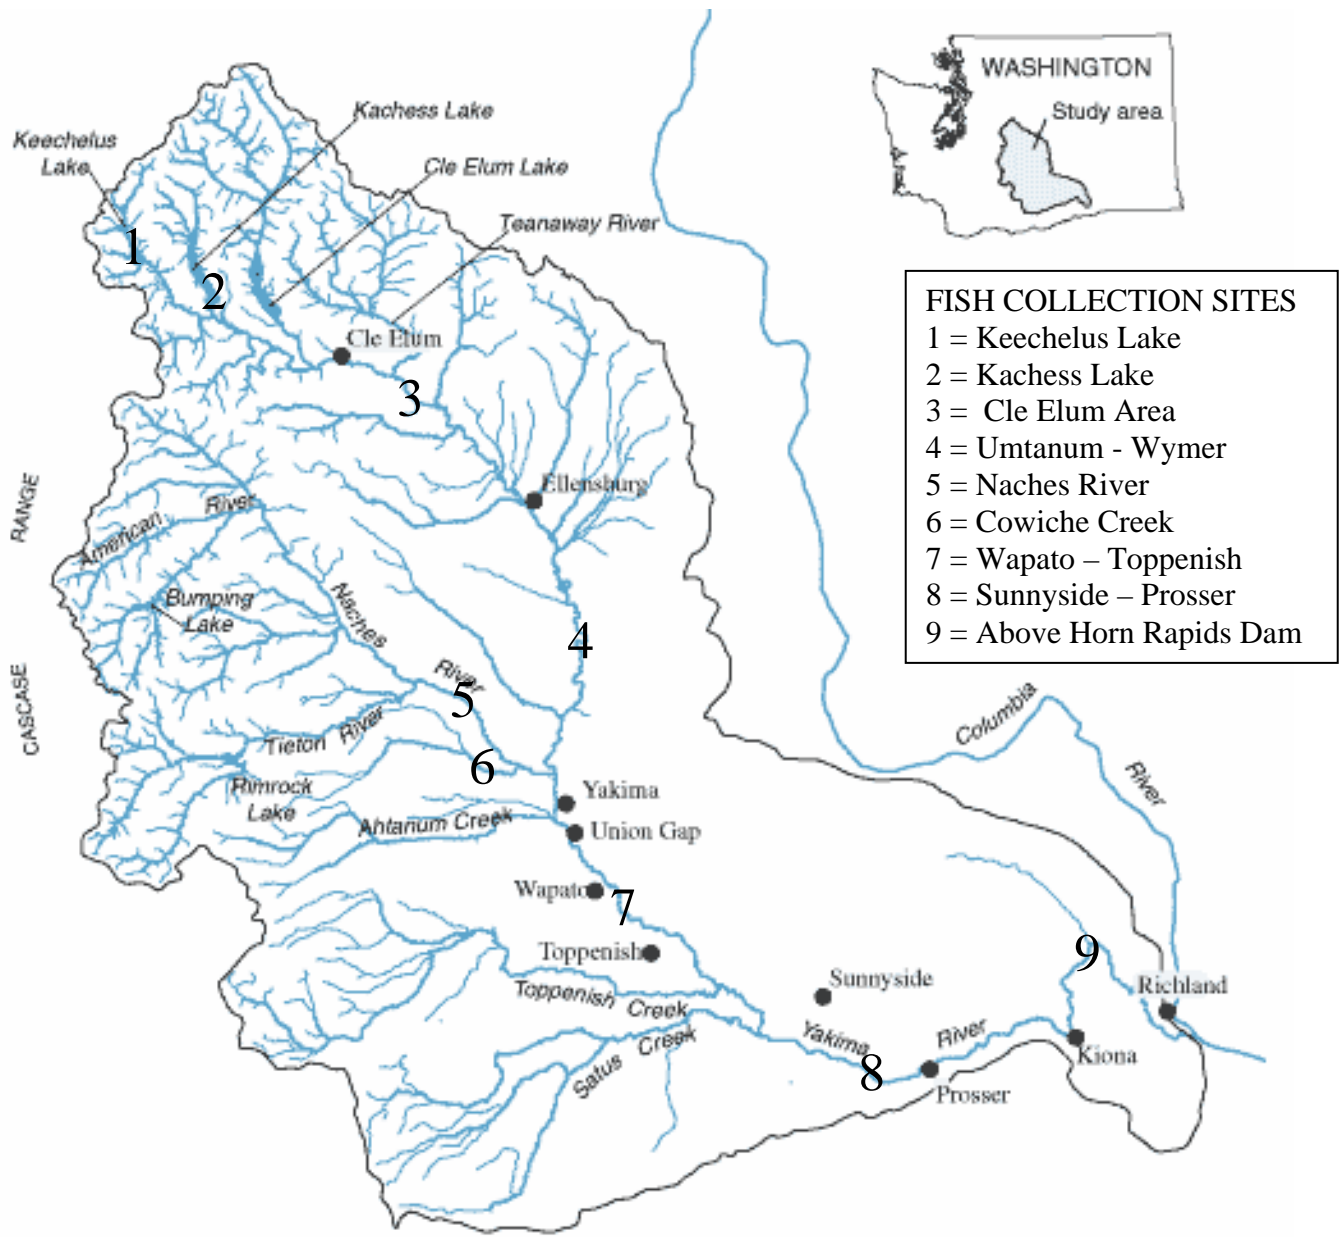 WASHINGTON
Study area
Kachess Lake
Keechelus
Lake
Cle Elum Lake
Teanaway River
1
2
Cle Elum
3
FISH COLLECTION SITES
1 = Keechelus Lake
2 = Kachess Lake
3 = Cle Elum Area
4 = Umtanum - Wymer
5 = Naches River
6 = Cowiche Creek
7 = Wapato – Toppenish
8 = Sunnyside – Prosser
9 = Above Horn Rapids Dam
Ellensburg
RANGE
American River
Bumping
Lake
Naches
River
4
5
CASCASE
Tieton River
6
Rimrock
Lake
Columbia
River
Yakima
Ahtanum Creek
Union Gap
Wapato
7
Toppenish
Toppenish Creek
Sunnyside
9
Richland
Satus Creek
Yakima
River
8
Kiona
Prosser